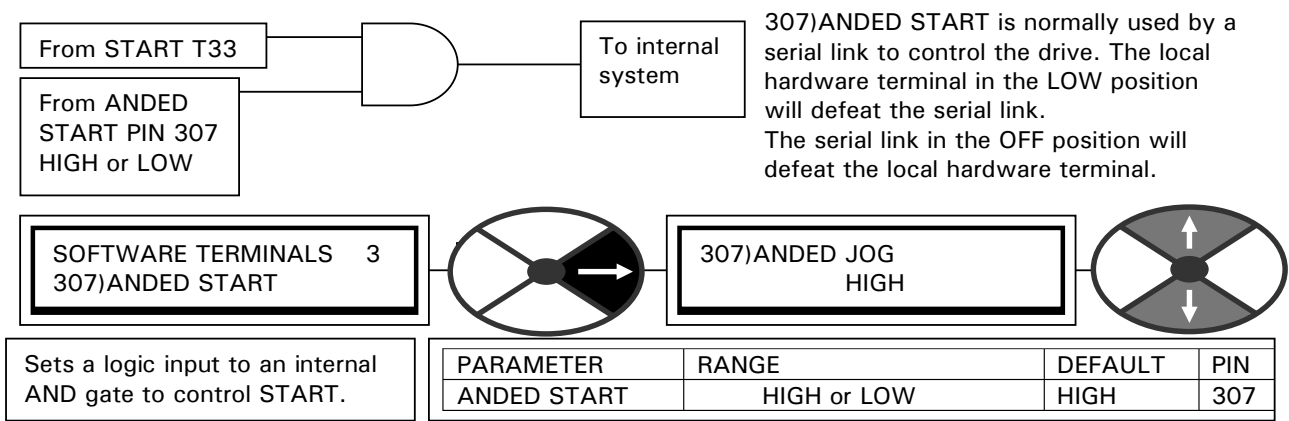 From START T33
From ANDED
START PIN 307
HIGH or LOW
To internal
system
307)ANDED START is normally used by a
serial link to control the drive. The local
hardware terminal in the LOW position
will defeat the serial link.
The serial link in the OFF position will
defeat the local hardware terminal.
SOFTWARE TERMINALS 3
307)ANDED START
307)ANDED JOG
HIGH
Sets a logic input to an internal
AND gate to control START.
PARAMETER RANGE DEFAULT PIN
ANDED START HIGH or LOW HIGH 307